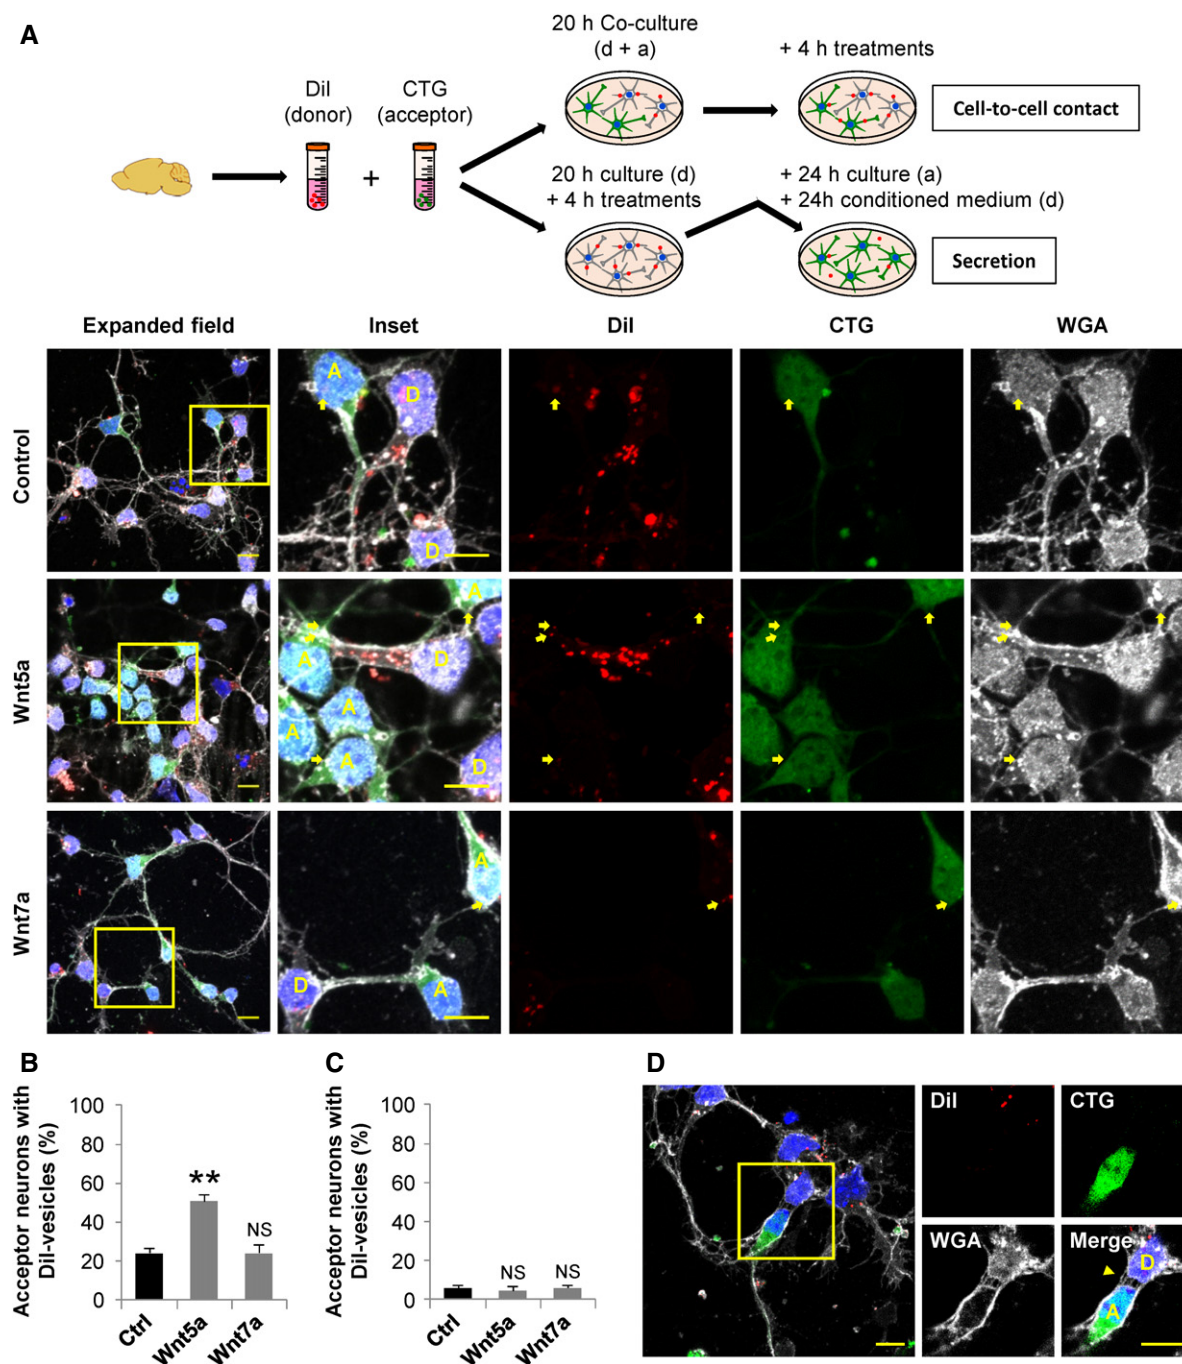 A
20 h Co-culture
(d + a)
+ 4 h treatments
DiI
(donor)
CTG
(acceptor)
+
Cell-to-cell contact
20 h culture (d)
+ 4 h treatments
+ 24 h culture (a)
+ 24h conditioned medium (d)
Secretion
Expanded field
Inset
DiI
CTG
WGA
Control
A
D
D
Wnt5a
A
A
D
A
A
A
D
Wnt7a
A
D
A
B
Acceptor neurons with
DiI-vesicles (%)
100
80
60
40
20
0
**
NS
Ctrl
Wnt5a
Wnt7a
C
Acceptor neurons with
DiI-vesicles (%)
100
80
60
40
20
0
NS
NS
Ctrl
Wnt5a
Wnt7a
D
DiI
CTG
WGA
Merge
D
A